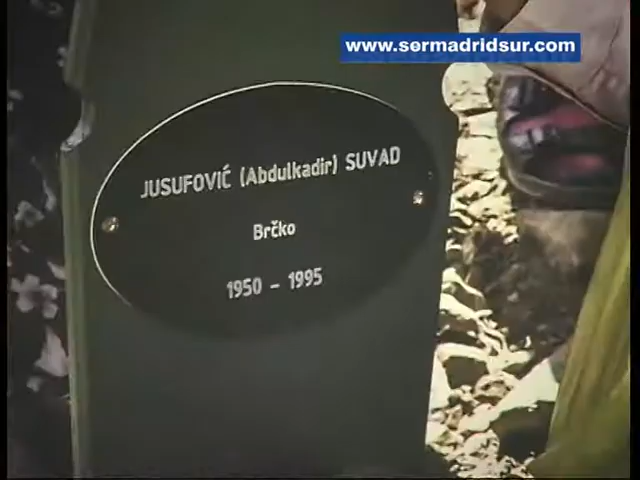 www.sermadridsur.com
JUSUFOVIĆ (Abdulkadir) SUVAD
Brčko
1950 - 1995